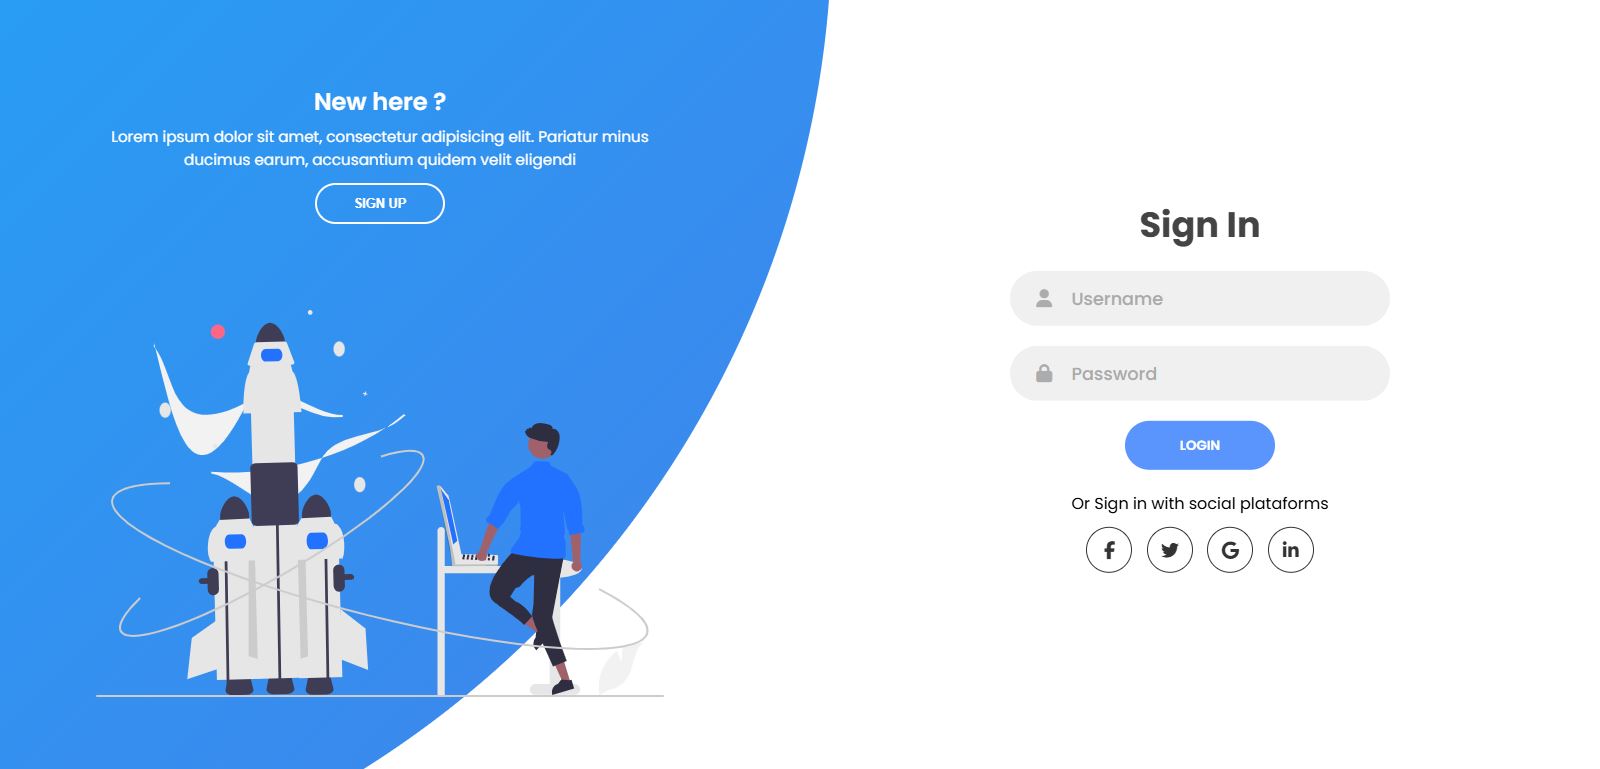 New here ?
Lorem ipsum dolor sit amet, consectetur adipisicing elit. Pariatur minus
ducimus earum, accusantium quidem velit eligendi
SIGN UP
Sign In
Username
Password
LOGIN
Or Sign in with social plataforms